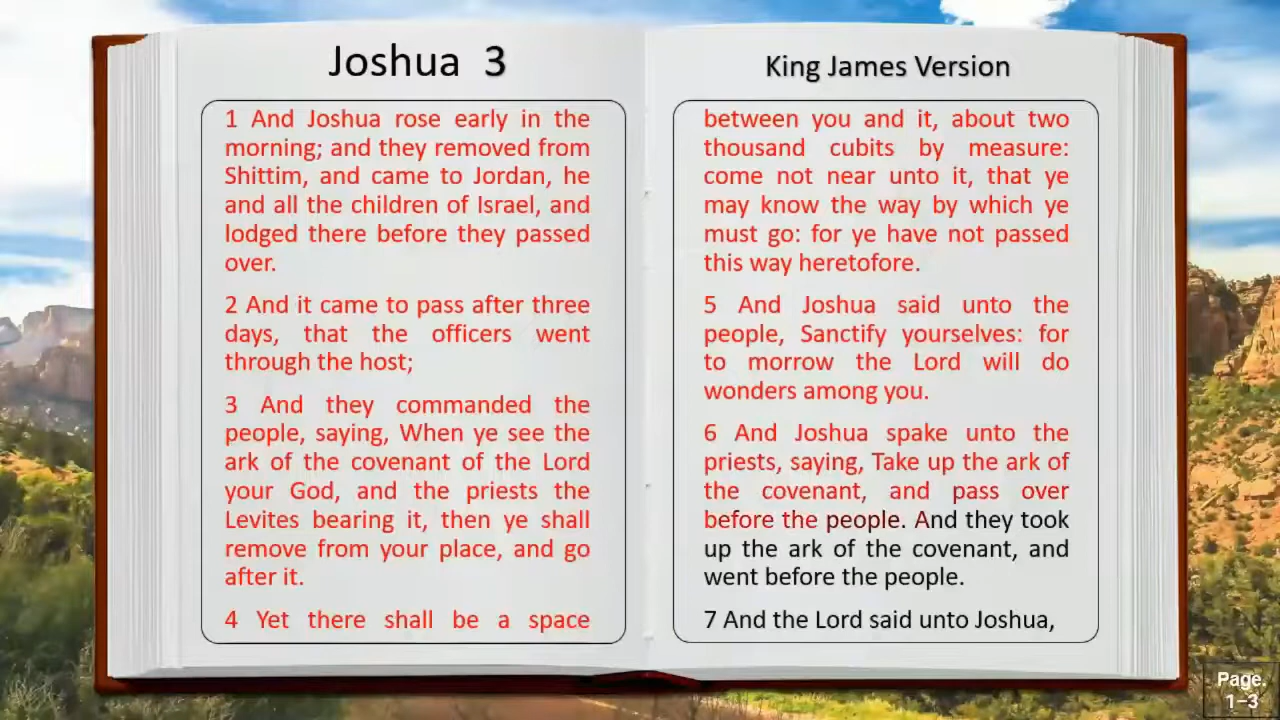 Joshua 3
1 And Joshua rose early in the
morning; and they removed from
Shittim, and came to Jordan, he
and all the children of Israel, and
lodged there before they passed
over.
2 And it came to pass after three
days, that the officers went
through the host;
3 And they commanded the
people, saying, When ye see the
ark of the covenant of the Lord
your God, and the priests the
Levites bearing it, then ye shall
remove from your place, and go
after it.
4 Yet there shall be a space
King James Version
between you and it, about two
thousand cubits by measure:
come not near unto it, that ye
may know the way by which ye
must go: for ye have not passed
this way heretofore.
5 And Joshua said unto the
people, Sanctify yourselves: for
to morrow the Lord will do
wonders among you.
6 And Joshua spake unto the
priests, saying, Take up the ark of
the covenant, and pass over
before the people. And they took
up the ark of the covenant, and
went before the people.
7 And the Lord said unto Joshua,
Page.
1-3